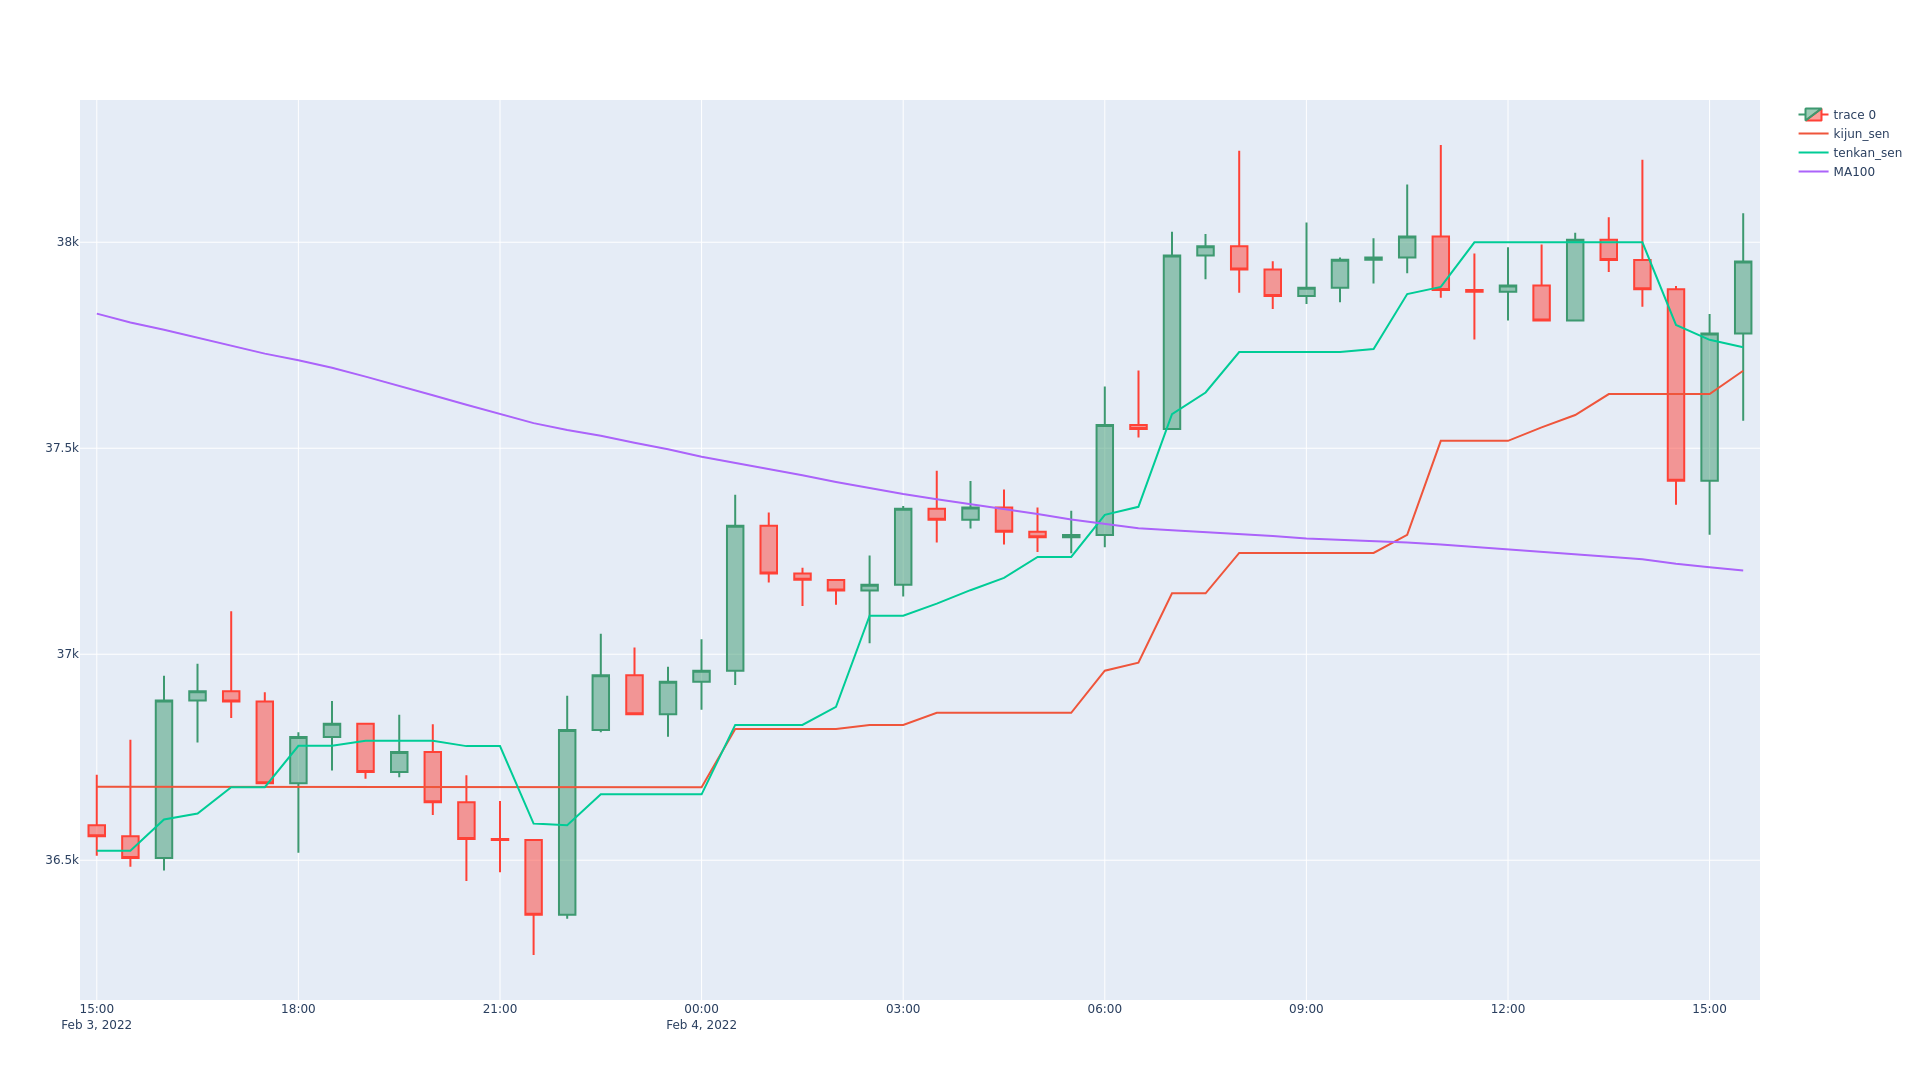 trace 0
kijun_sen
tenkan_sen
MA100
38k
37.5k
37k
36.5k
15:00 18:00 21:00 00:00 03:00 06:00 09:00 12:00 15:00
Feb 3, 2022 Feb 4, 2022